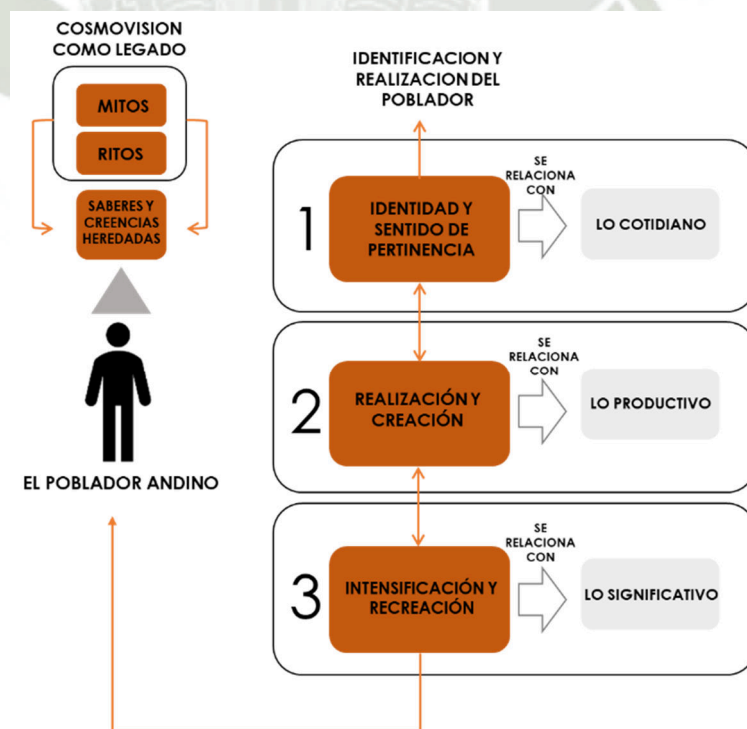 COSMOVISION
COMO LEGADO
MITOS
RITOS
SABERES Y
CREENCIAS
HEREDADAS
EL POBLADOR ANDINO
IDENTIFICACION Y
REALIZACION DEL
POBLADOR
1
IDENTIDAD Y
SENTIDO DE
PERTINENCIA
SE
RELACIONA
CON
LO COTIDIANO
2
REALIZACIÓN Y
CREACIÓN
SE
RELACIONA
CON
LO PRODUCTIVO
3
INTENSIFICACIÓN Y
RECREACIÓN
SE
RELACIONA
CON
LO SIGNIFICATIVO